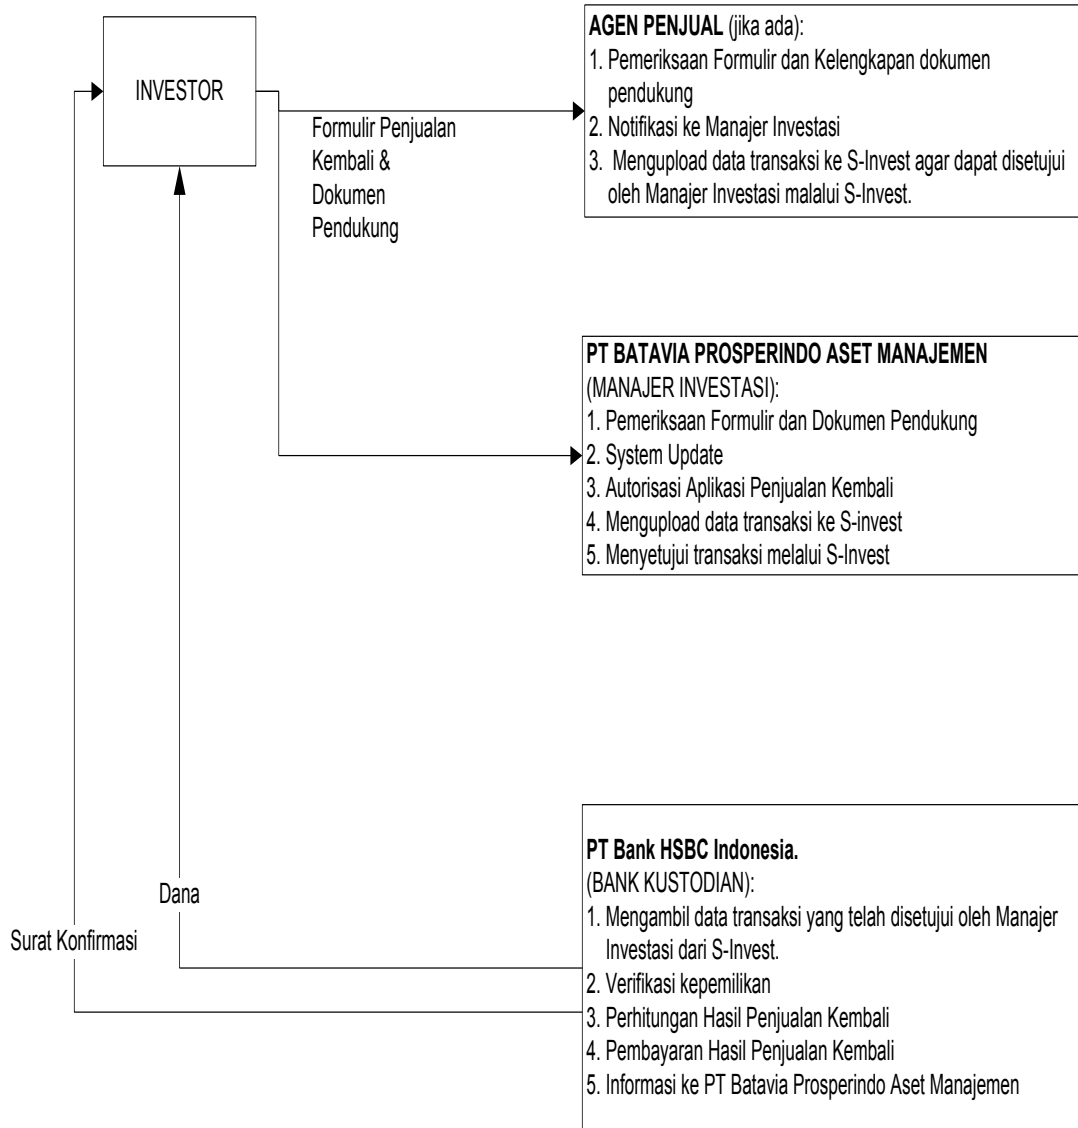 INVESTOR
Formulir Penjualan
Kembali &
Dokumen
Pendukung
AGEN PENJUAL (jika ada):
1. Pemeriksaan Formulir dan Kelengkapan dokumen
pendukung
2. Notifikasi ke Manajer Investasi
3. Mengupload data transaksi ke S-Invest agar dapat disetujui
oleh Manajer Investasi malalui S-Invest.
PT BATAVIA PROSPERINDO ASET MANAJEMEN
(MANAJER INVESTASI):
1. Pemeriksaan Formulir dan Dokumen Pendukung
2. System Update
3. Autorisasi Aplikasi Penjualan Kembali
4. Mengupload data transaksi ke S-invest
5. Menyetujui transaksi melalui S-Invest
Dana
Surat Konfirmasi
PT Bank HSBC Indonesia.
(BANK KUSTODIAN):
1. Mengambil data transaksi yang telah disetujui oleh Manajer
Investasi dari S-Invest.
2. Verifikasi kepemilikan
3. Perhitungan Hasil Penjualan Kembali
4. Pembayaran Hasil Penjualan Kembali
5. Informasi ke PT Batavia Prosperindo Aset Manajemen